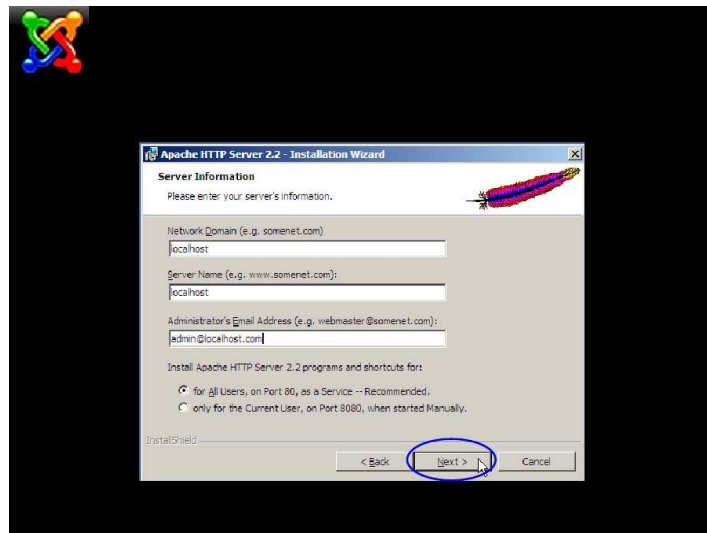 Apache HTTP Server 2.2 - Installation Wizard
Server Information
Please enter your server's information.
Network Domain (e.g. somenet.com)
localhost
Server Name (e.g. www.somenet.com):
localhost
Administrator's Email Address (e.g. webmaster@somenet.com):
admin@localhost.com
Install Apache HTTP Server 2.2 programs and shortcuts for:
for All Users, on Port 80, as a Service -- Recommended.
only for the Current User, on Port 8080, when started Manually.
InstallShield
< Back Next > Cancel